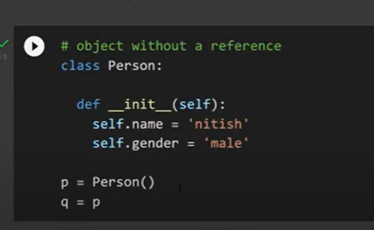 # object without a reference
class Person:
def __init__(self):
self.name = 'nitish'
self.gender = 'male'
p = Person()
q = p